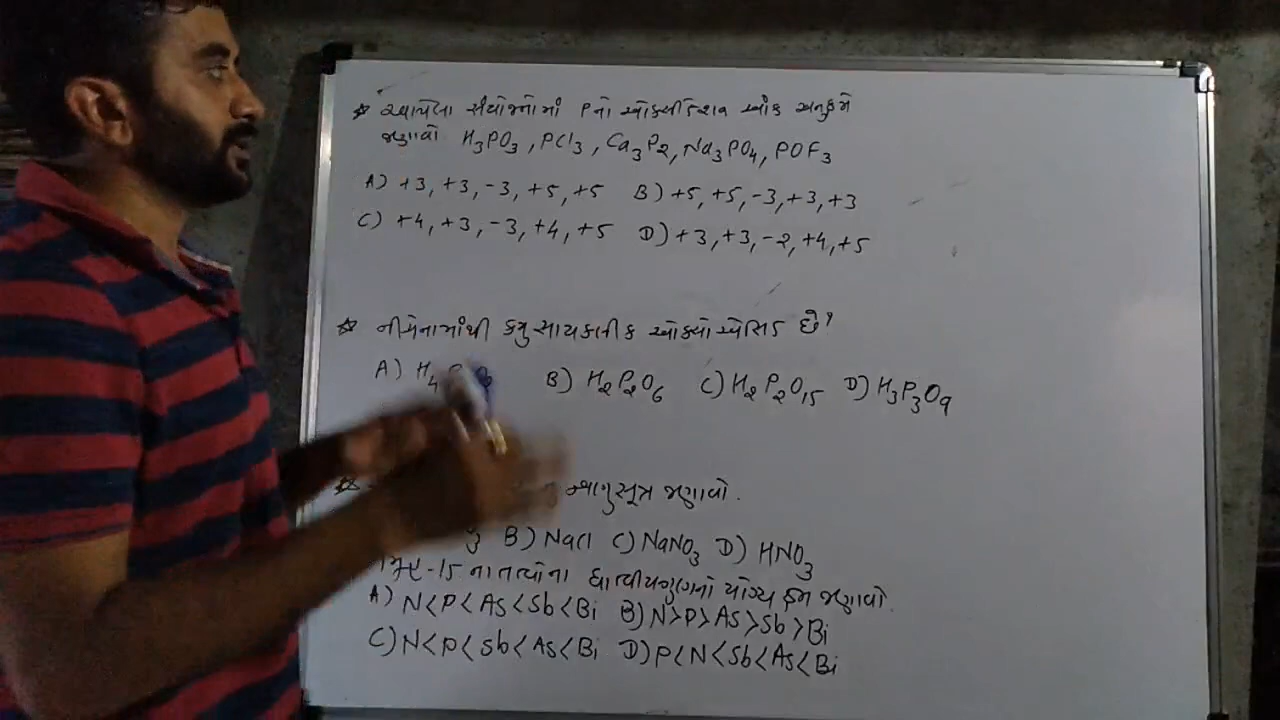 ☆ આપેલા સંયોજનોમાં P નો ઓક્સીડેશન આંક અનુક્રમે
જણાવો H₃PO₃, PCl₃, Ca₃P₂, Na₃PO₄, POF₃
A) +3, +3, -3, +5, +5 B) +5, +5, -3, +3, +3
C) +4, +3, -3, +4, +5 D) +3, +3, -2, +4, +5
☆ નીચેનામાંથી કયુ સાયકલીક ઓક્સોએસિડ છે?
A) H₄ B) H₂P₂O₆ C) H₂P₂O₁₅ D) H₃P₃O₉
☆ અણુસૂત્ર જણાવો.
3 B) NaCl C) NaNO₃ D) HNO₃
-15 ના તત્વોના ધાત્વીયગુણનો યોગ્ય ક્રમ જણાવો.
A) N<P<As<Sb<Bi B) N>P>As>Sb>Bi
C) N<P<Sb<As<Bi D) P<N<Sb<As<Bi